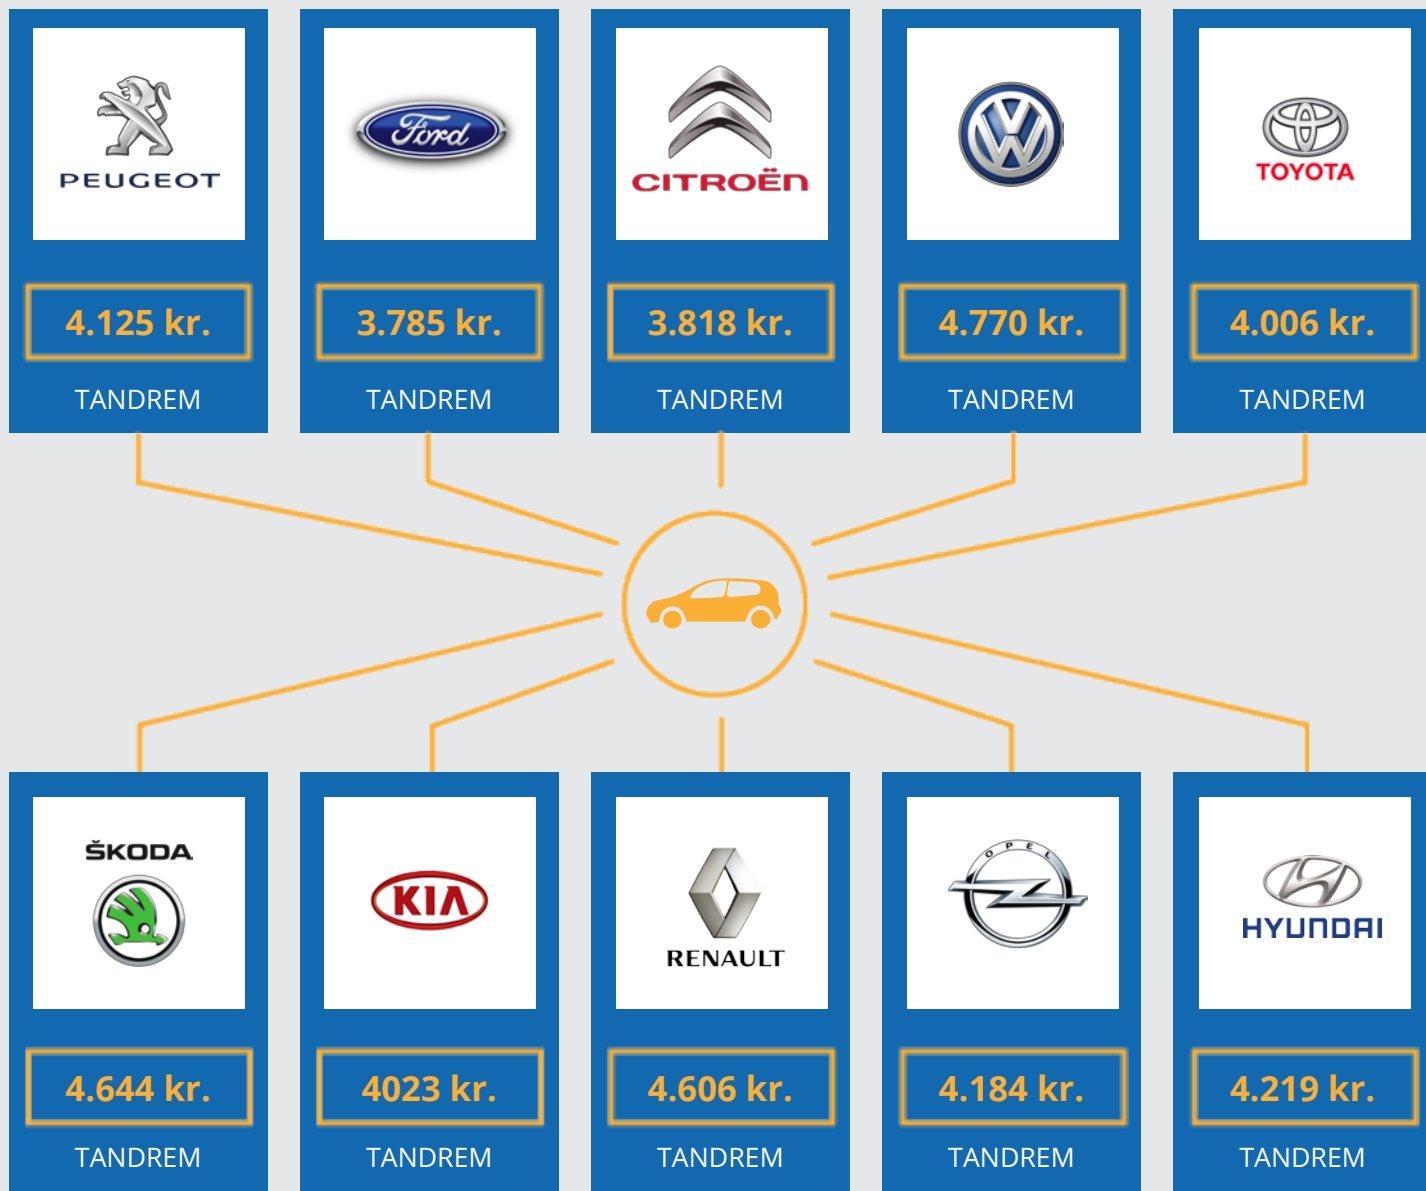 PEUGEOT
Ford
CITROËN
VW
TOYOTA
4.125 kr.
3.785 kr.
3.818 kr.
4.770 kr.
4.006 kr.
TANDREM
TANDREM
TANDREM
TANDREM
TANDREM
ŠKODA
KIA
RENAULT
OPEL
HYUNDAI
4.644 kr.
4023 kr.
4.606 kr.
4.184 kr.
4.219 kr.
TANDREM
TANDREM
TANDREM
TANDREM
TANDREM